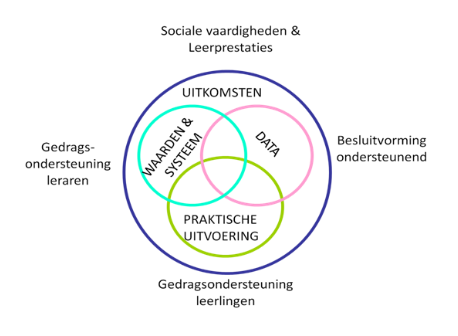 Sociale vaardigheden &
Leerprestaties
UITKOMSTEN
WAARDEN &
SYSTEEM
DATA
Gedrags-
ondersteuning
leraren
Besluitvorming
ondersteunend
PRAKTISCHE
UITVOERING
Gedragsondersteuning
leerlingen